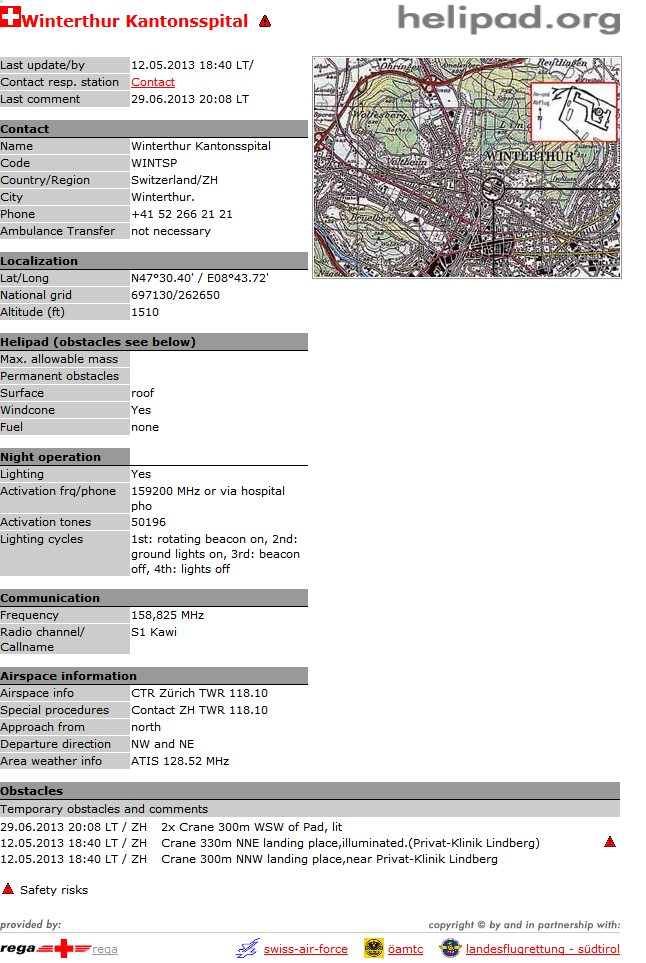 Winterthur Kantonsspital
helipad.org
Last update/by 12.05.2013 18:40 LT/
Contact resp. station Contact
Last comment 29.06.2013 20:08 LT
Contact
Name Winterthur Kantonsspital
Code WINTSP
Country/Region Switzerland/ZH
City Winterthur.
Phone +41 52 266 21 21
Ambulance Transfer not necessary
Localization
Lat/Long N47°30.40' / E08°43.72'
National grid 697130/262650
Altitude (ft) 1510
Helipad (obstacles see below)
Max. allowable mass
Permanent obstacles
Surface roof
Windcone Yes
Fuel none
Night operation
Lighting Yes
Activation frq/phone 159200 MHz or via hospital
pho
Activation tones 50196
Lighting cycles 1st: rotating beacon on, 2nd:
ground lights on, 3rd: beacon
off, 4th: lights off
Communication
Frequency 158,825 MHz
Radio channel/ S1 Kawi
Callname
Airspace information
Airspace info CTR Zürich TWR 118.10
Special procedures Contact ZH TWR 118.10
Approach from north
Departure direction NW and NE
Area weather info ATIS 128.52 MHz
Ohringen
Reutlingen
Wolfesberg
Veltheim
WINTERTHUR
Brüelberg
N
Obstacles
Temporary obstacles and comments
29.06.2013 20:08 LT / ZH 2x Crane 300m WSW of Pad, lit
12.05.2013 18:40 LT / ZH Crane 330m NNE landing place,illuminated.(Privat-Klinik Lindberg)
12.05.2013 18:40 LT / ZH Crane 300m NNW landing place,near Privat-Klinik Lindberg
Safety risks
provided by: copyright © by and in partnership with:
rega rega swiss-air-force öamtc landesflugrettung - südtirol